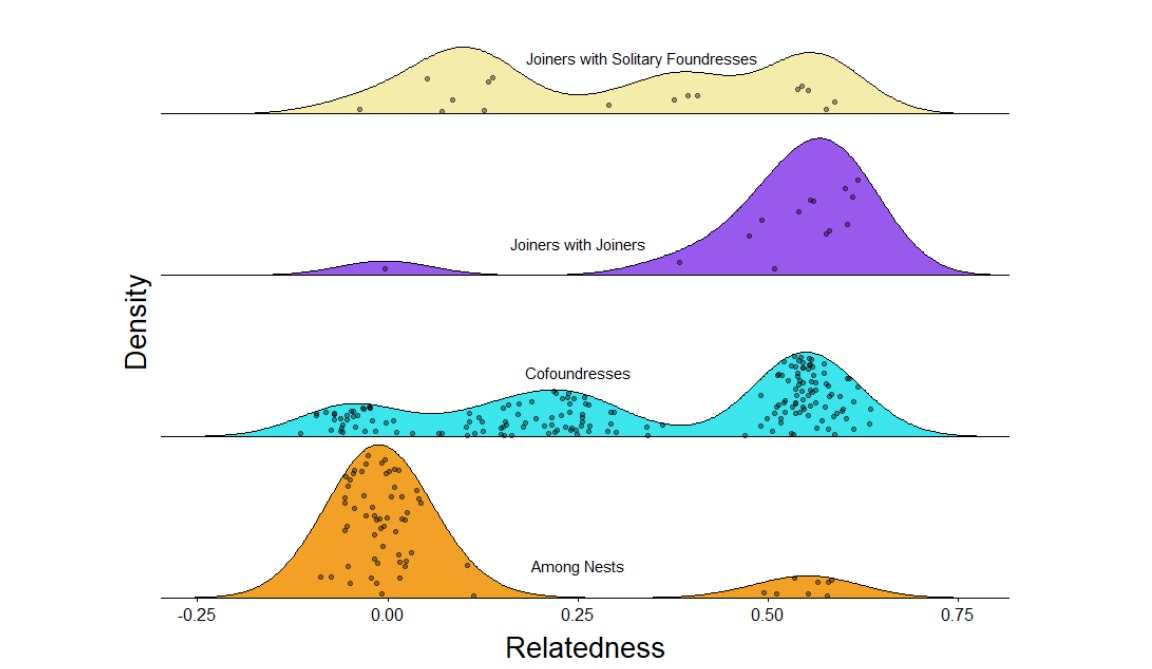 Joiners with Solitary Foundresses
Joiners with Joiners
Density
Cofoundresses
Among Nests
-0.25 0.00 0.25 0.50 0.75
Relatedness